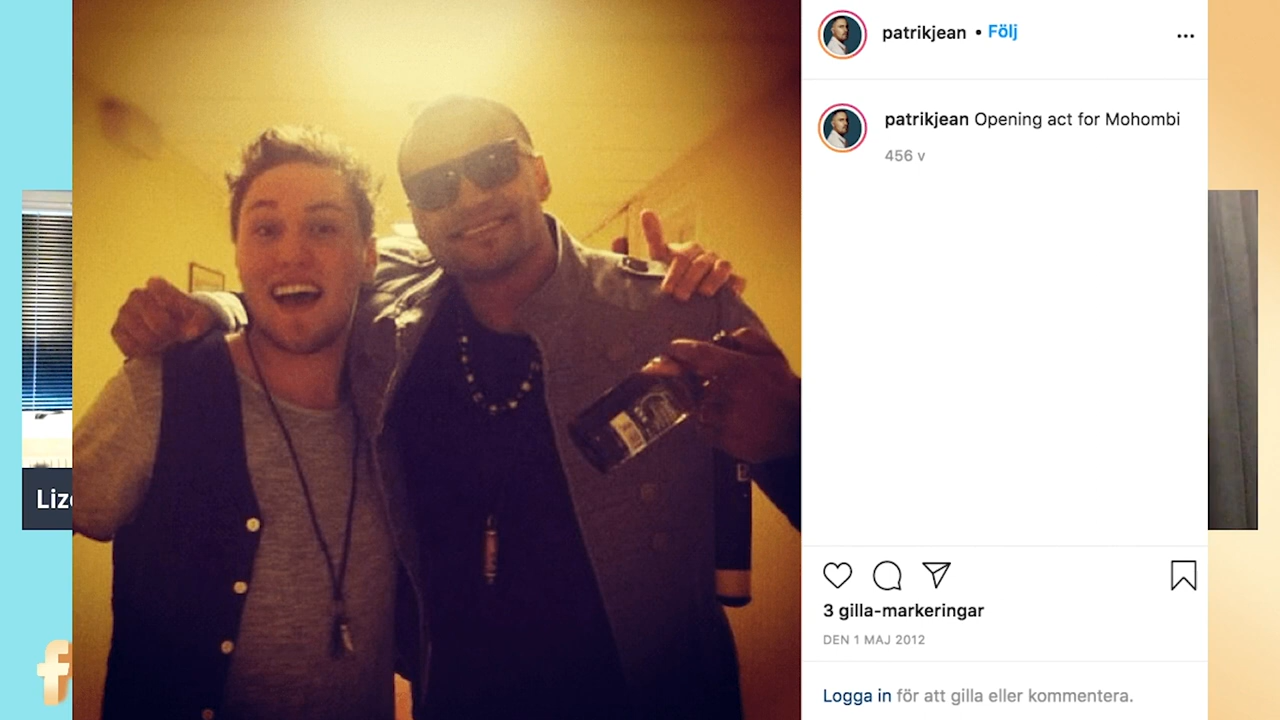 patrikjean • Följ
patrikjean Opening act for Mohombi
456 v
Liz
3 gilla-markeringar
DEN 1 MAJ 2012
Logga in för att gilla eller kommentera.
f